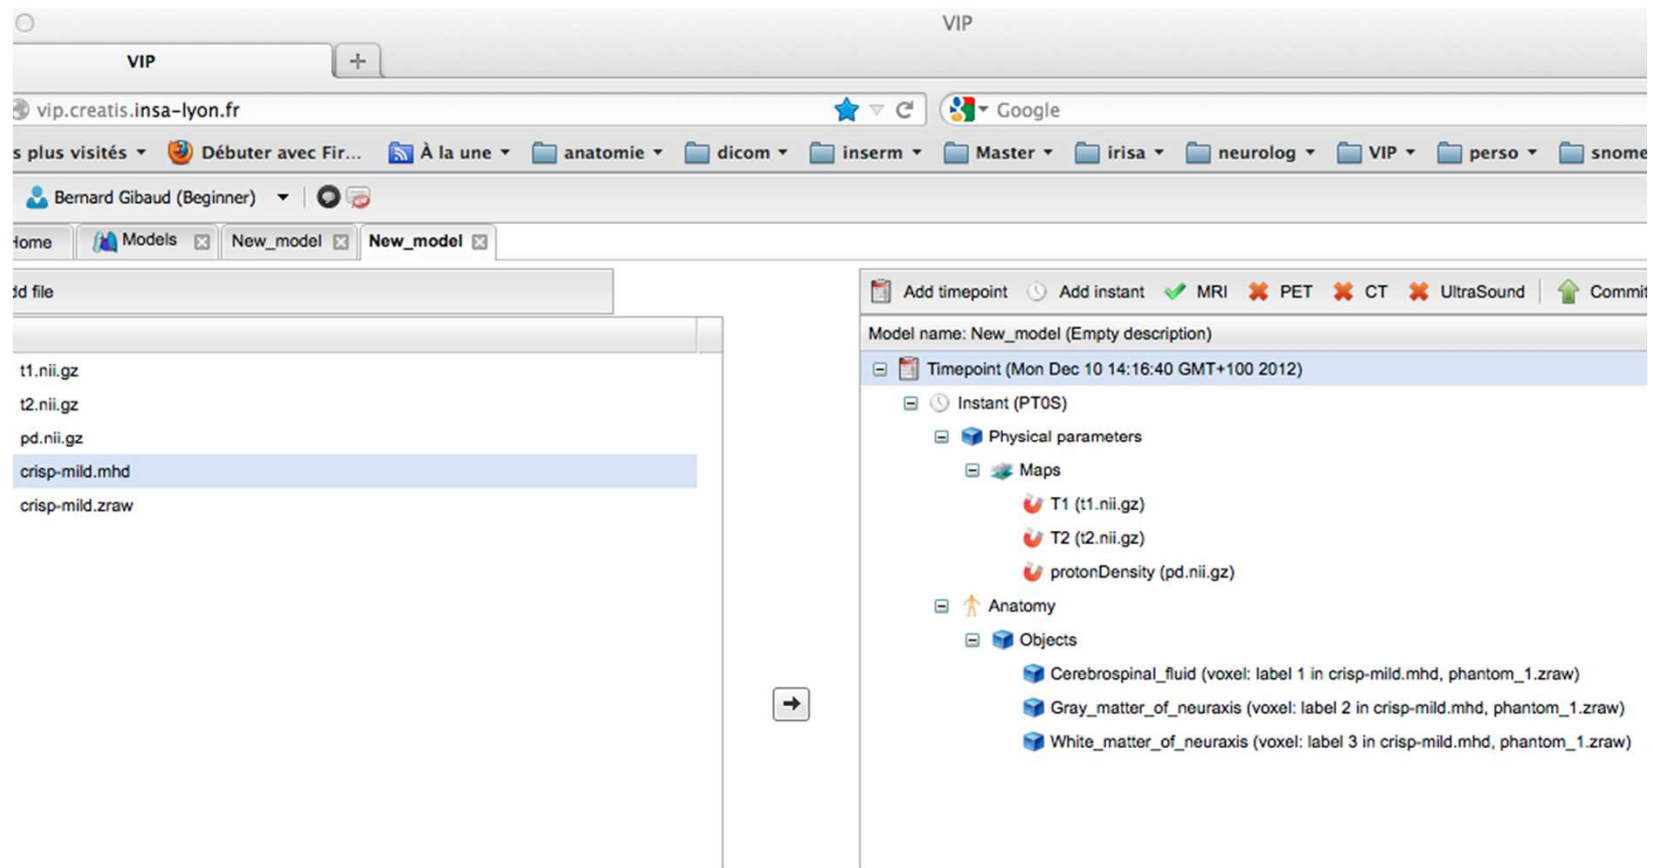 VIP
VIP
vip.creatis.insa-lyon.fr
Google
s plus visités
Débuter avec Fir...
À la une
anatomie
dicom
inserm
Master
irisa
neurolog
VIP
perso
snome
Bernard Gibaud (Beginner)
Home
Models
New_model
New_model
dd file
Add timepoint
Add instant
MRI
PET
CT
UltraSound
Commit
Model name: New_model (Empty description)
t1.nii.gz
t2.nii.gz
pd.nii.gz
crisp-mild.mhd
crisp-mild.zraw
Timepoint (Mon Dec 10 14:16:40 GMT+100 2012)
Instant (PT0S)
Physical parameters
Maps
T1 (t1.nii.gz)
T2 (t2.nii.gz)
protonDensity (pd.nii.gz)
Anatomy
Objects
Cerebrospinal_fluid (voxel: label 1 in crisp-mild.mhd, phantom_1.zraw)
Gray_matter_of_neuraxis (voxel: label 2 in crisp-mild.mhd, phantom_1.zraw)
White_matter_of_neuraxis (voxel: label 3 in crisp-mild.mhd, phantom_1.zraw)